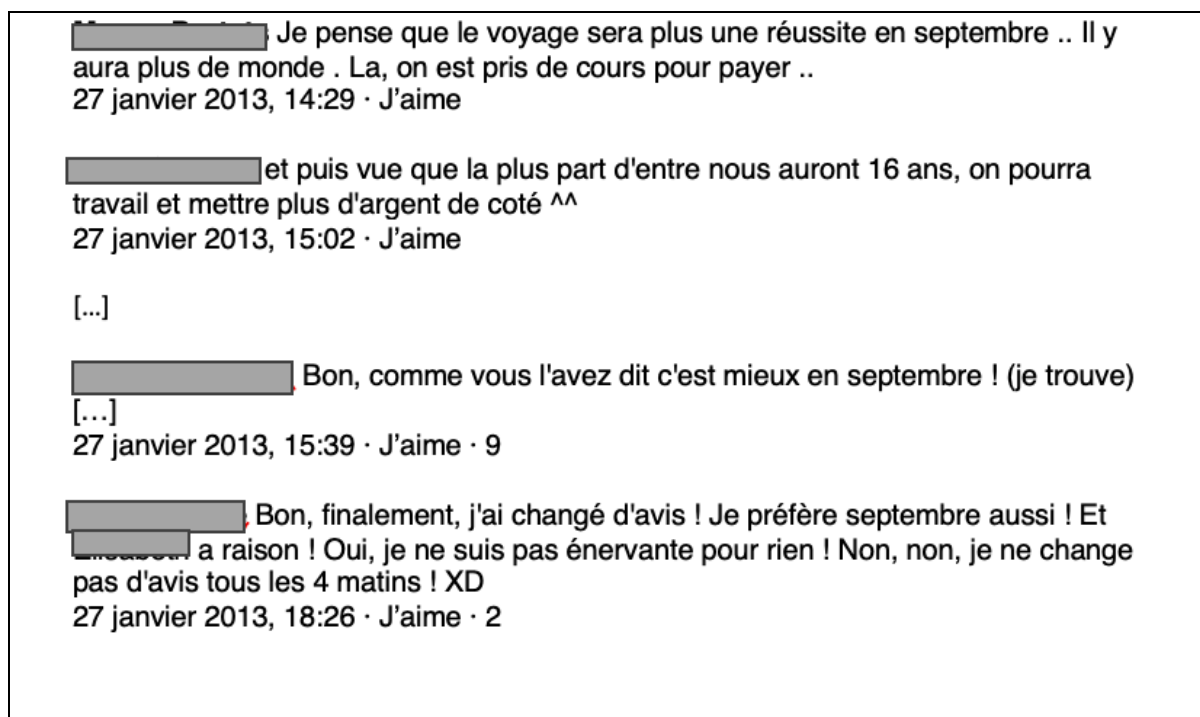 Je pense que le voyage sera plus une réussite en septembre .. Il y
aura plus de monde . La, on est pris de cours pour payer ..
27 janvier 2013, 14:29 · J’aime
et puis vue que la plus part d'entre nous auront 16 ans, on pourra
travail et mettre plus d'argent de coté ^^
27 janvier 2013, 15:02 · J’aime
[...]
Bon, comme vous l'avez dit c'est mieux en septembre ! (je trouve)
[…]
27 janvier 2013, 15:39 · J’aime · 9
Bon, finalement, j'ai changé d'avis ! Je préfère septembre aussi ! Et
a raison ! Oui, je ne suis pas énervante pour rien ! Non, non, je ne change
pas d'avis tous les 4 matins ! XD
27 janvier 2013, 18:26 · J’aime · 2